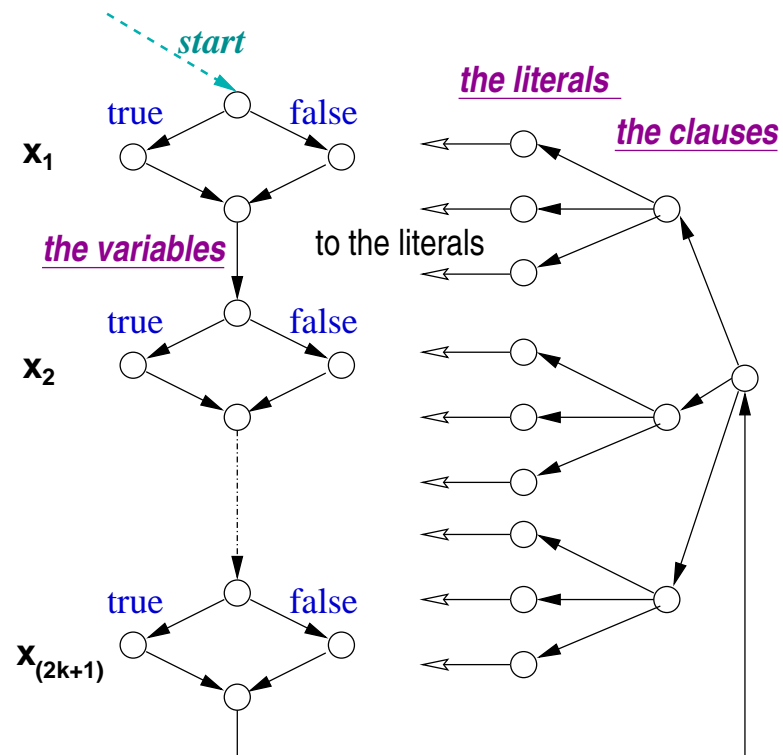 start
the literals
true
false
the clauses
x₁
the variables
to the literals
true
false
x₂
true
false
x₍₂ₖ₊₁₎